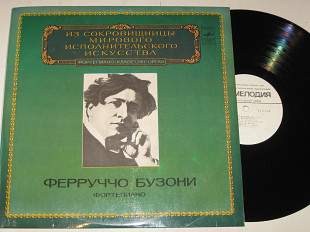 ИЗ СОКРОВИЩНИЦЫ
МИРОВОГО
ИСПОЛНИТЕЛЬСКОГО
ИСКУССТВА
ФЕРРУЧЧО БУЗОНИ
ФОРТЕПИАНО
МЕЛОДИЯ